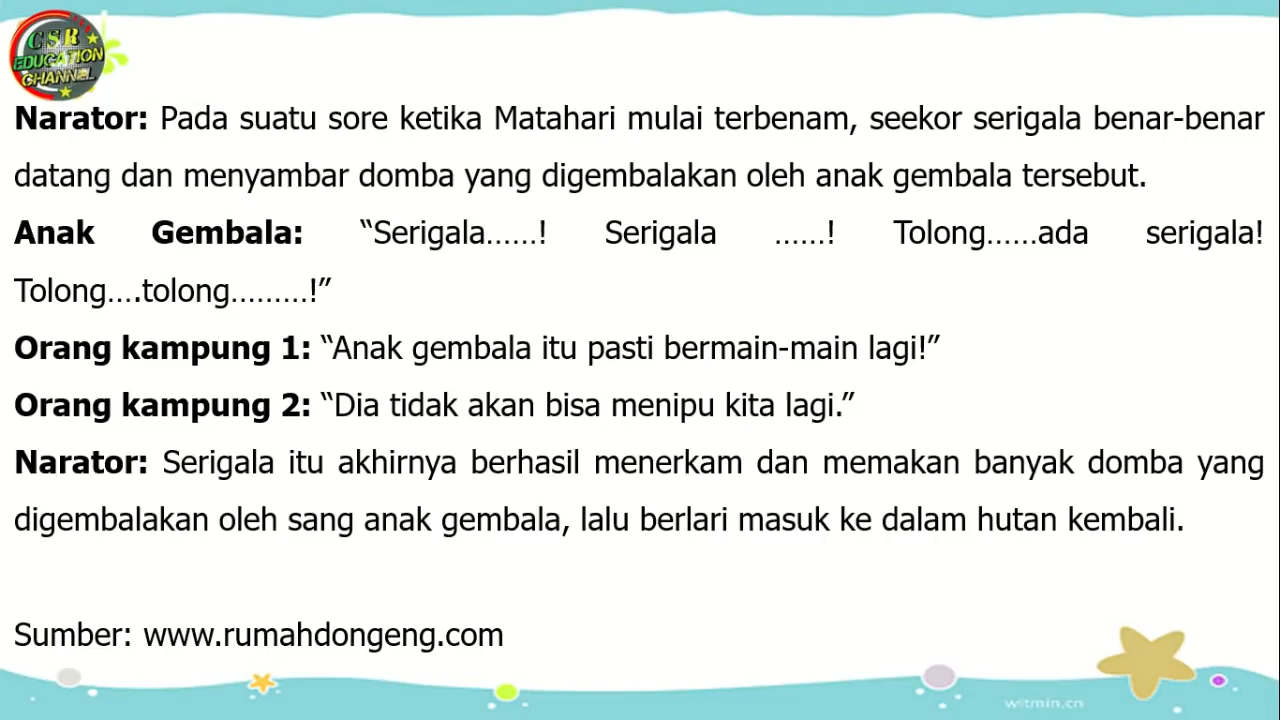 CSR
EDUCATION
CHANNEL
Narator: Pada suatu sore ketika Matahari mulai terbenam, seekor serigala benar-benar
datang dan menyambar domba yang digembalakan oleh anak gembala tersebut.
Anak Gembala: “Serigala……! Serigala ……! Tolong……ada serigala!
Tolong….tolong………!”
Orang kampung 1: “Anak gembala itu pasti bermain-main lagi!”
Orang kampung 2: “Dia tidak akan bisa menipu kita lagi.”
Narator: Serigala itu akhirnya berhasil menerkam dan memakan banyak domba yang
digembalakan oleh sang anak gembala, lalu berlari masuk ke dalam hutan kembali.
Sumber: www.rumahdongeng.com
witmin.cn